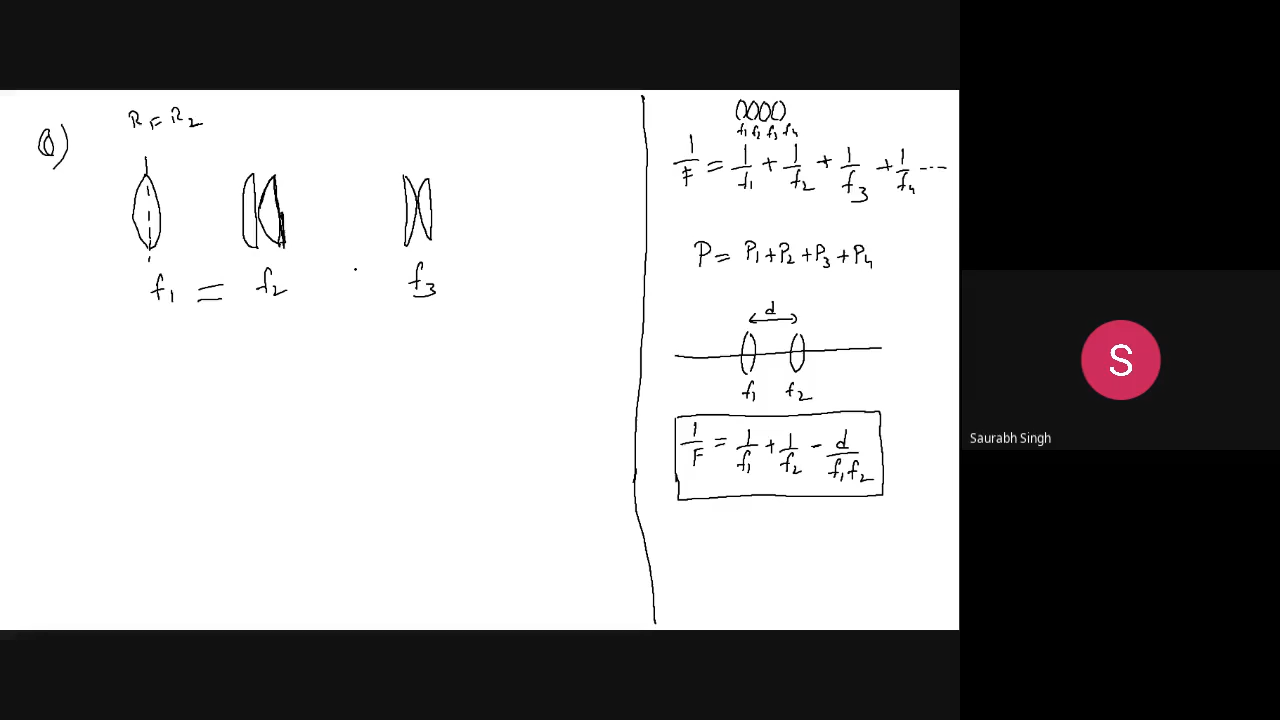 Q)
R1 = R2
f1 = f2 . f3
f1 f2 f3 f4
1/F = 1/f1 + 1/f2 + 1/f3 + 1/f4 ---
P = P1 + P2 + P3 + P4
d
f1 f2
1/F = 1/f1 + 1/f2 - d/f1f2
S
Saurabh Singh